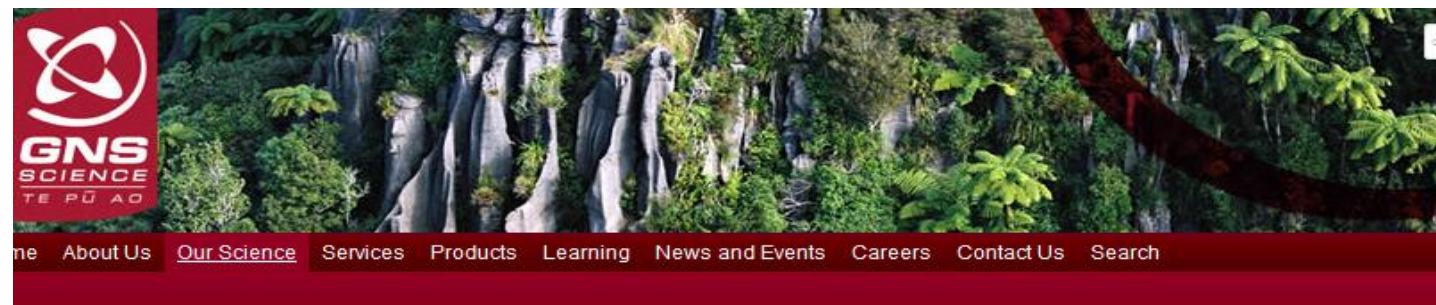 GNS
SCIENCE
TE PŪ AO
me About Us Our Science Services Products Learning News and Events Careers Contact Us Search